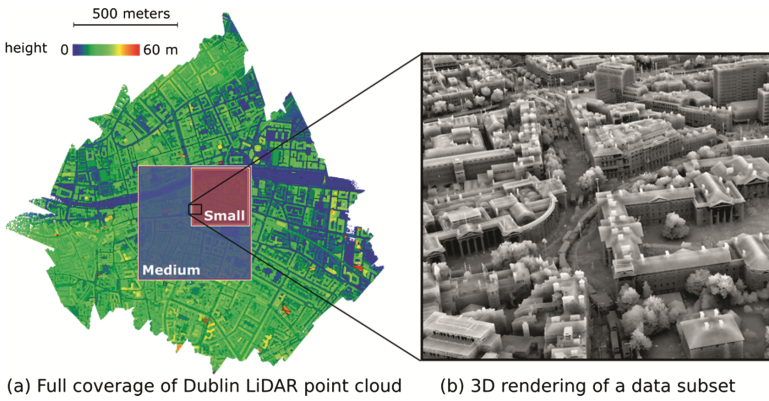 500 meters
height 0 60 m
Small
Medium
(a) Full coverage of Dublin LiDAR point cloud
(b) 3D rendering of a data subset